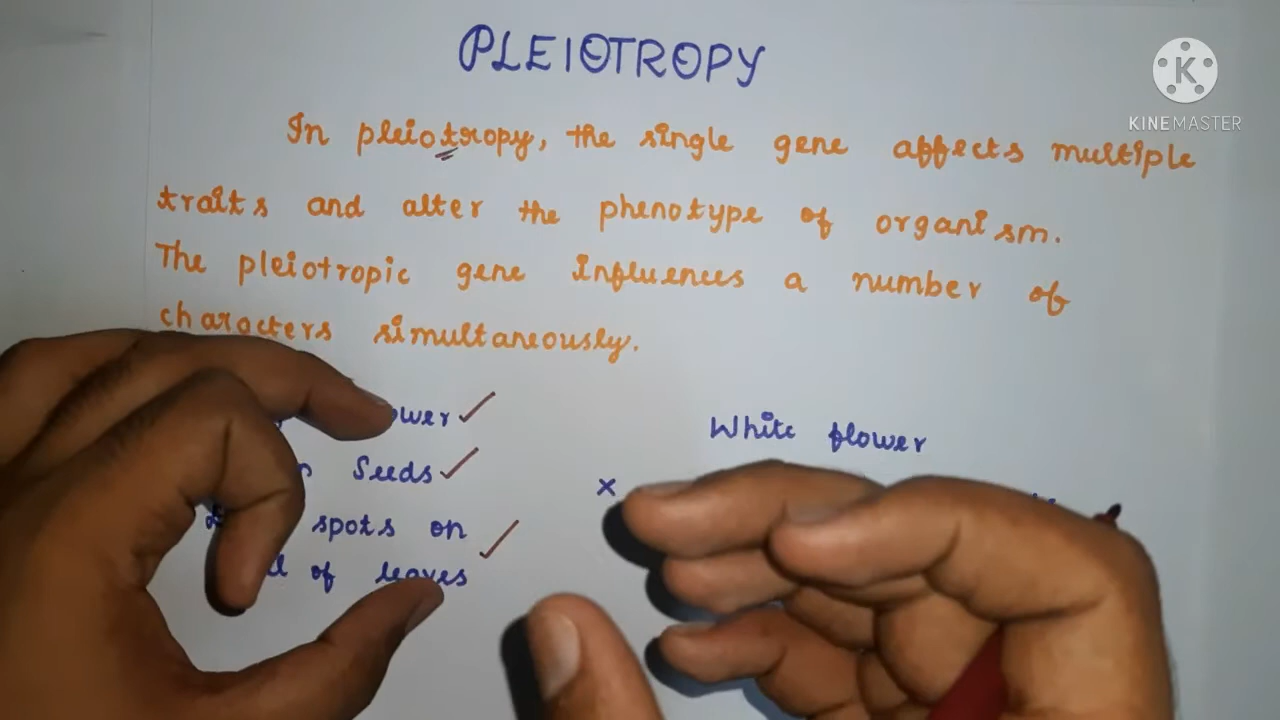 PLEIOTROPY
KINEMASTER
In pleiotropy, the single gene affects multiple
traits and alter the phenotype of organism.
The pleiotropic gene influences a number of
characters simultaneously.
White flower
Seeds
×
spots on
of leaves